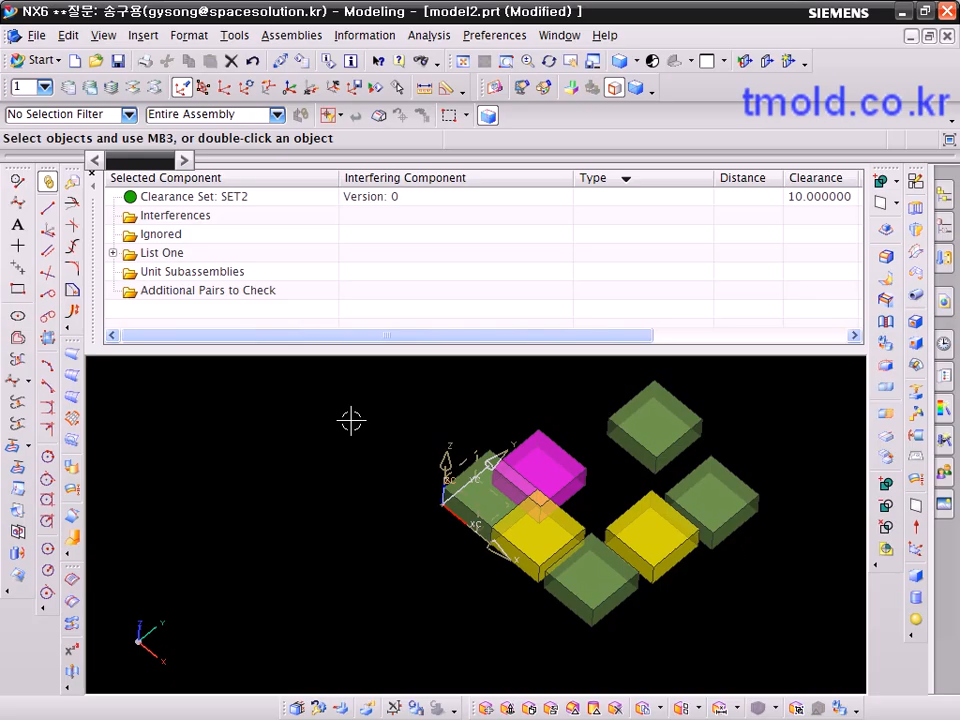 NX6 **질문: 송구용(gysong@spacesolution.kr) - Modeling - [model2.prt (Modified) ]
SIEMENS
File Edit View Insert Format Tools Assemblies Information Analysis Preferences Window Help
Start
1
tmold.co.kr
No Selection Filter Entire Assembly
Select objects and use MB3, or double-click an object
Selected Component Interfering Component Type Distance Clearance
Clearance Set: SET2 Version: 0 10.000000
Interferences
Ignored
List One
Unit Subassemblies
Additional Pairs to Check
Z Y
YC
XC
X
Z Y
X